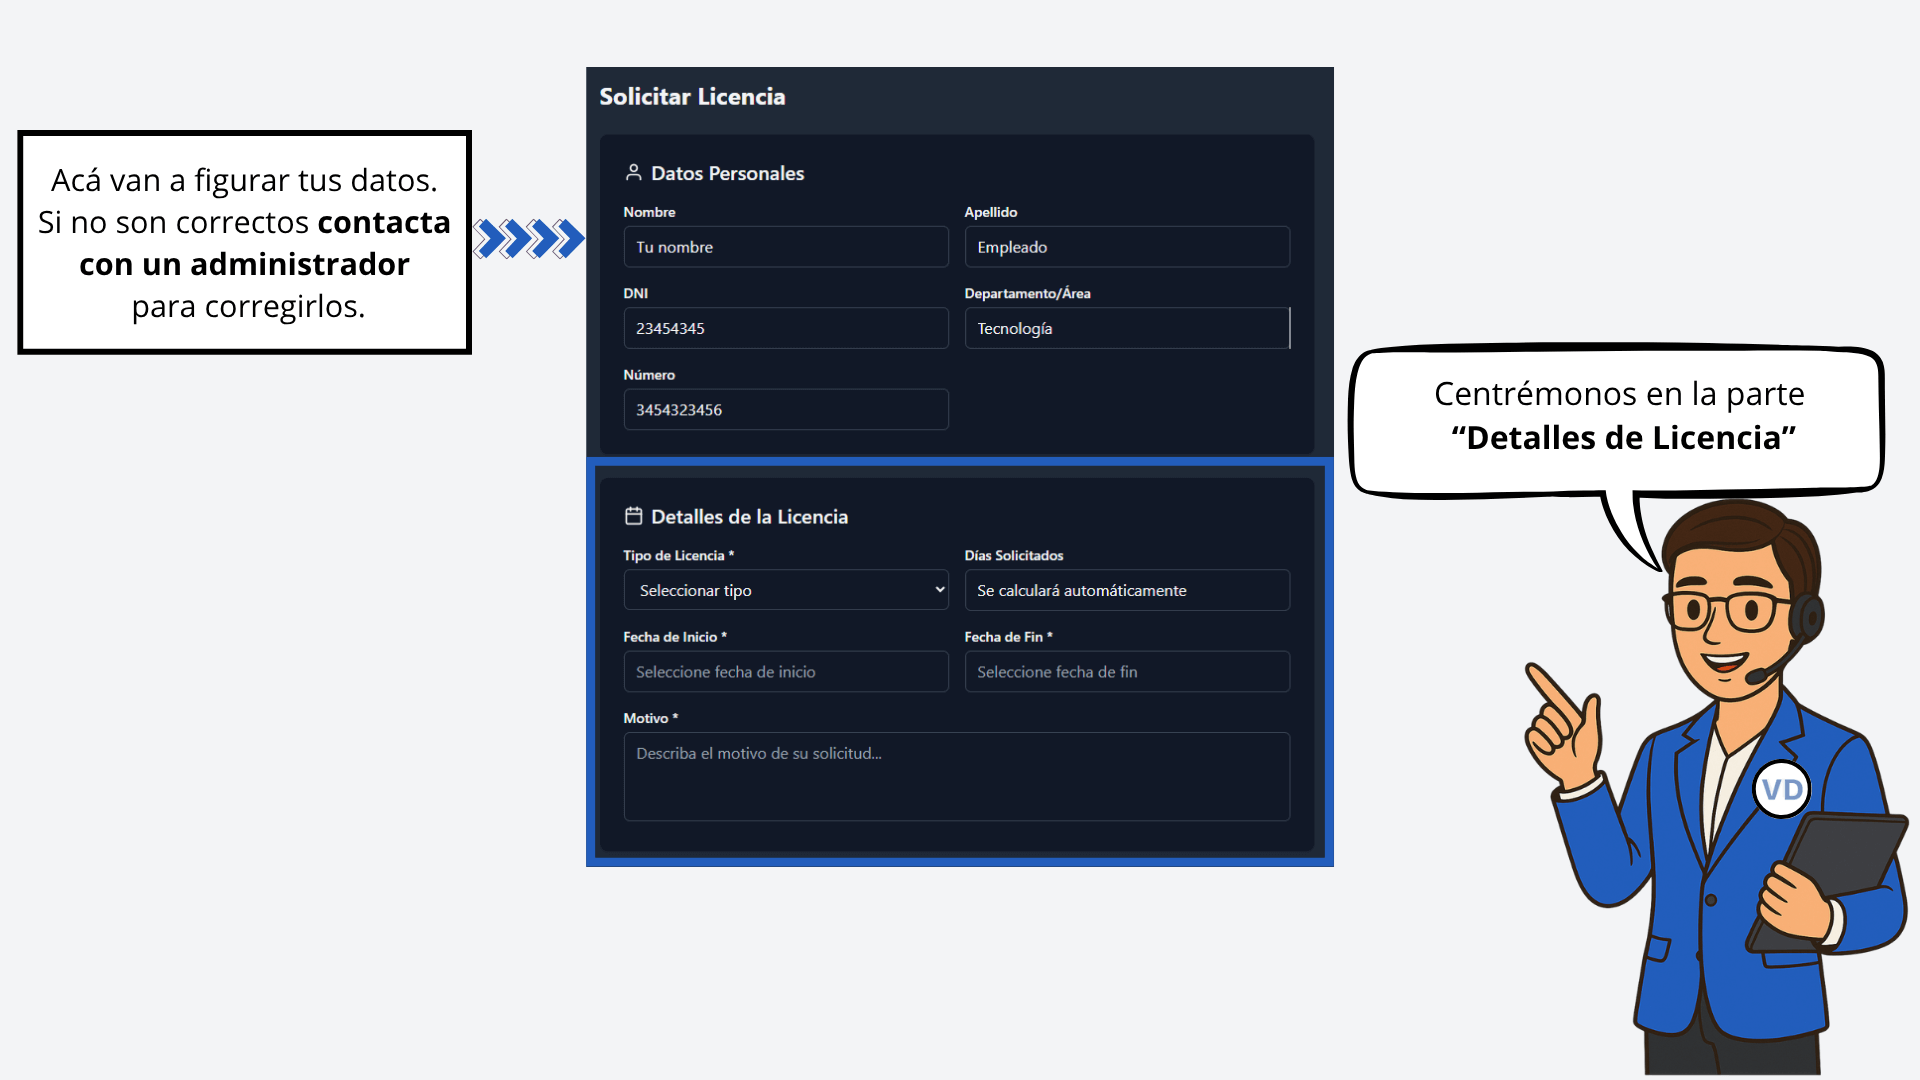 Acá van a figurar tus datos.
Si no son correctos contacta
con un administrador
para corregirlos.
Solicitar Licencia
Datos Personales
Nombre
Apellido
Tu nombre
Empleado
DNI
Departamento/Área
23454345
Tecnología
Número
3454323456
Detalles de la Licencia
Tipo de Licencia *
Días Solicitados
Seleccionar tipo
Se calculará automáticamente
Fecha de Inicio *
Fecha de Fin *
Seleccione fecha de inicio
Seleccione fecha de fin
Motivo *
Describa el motivo de su solicitud...
Centrémonos en la parte
“Detalles de Licencia”
VD